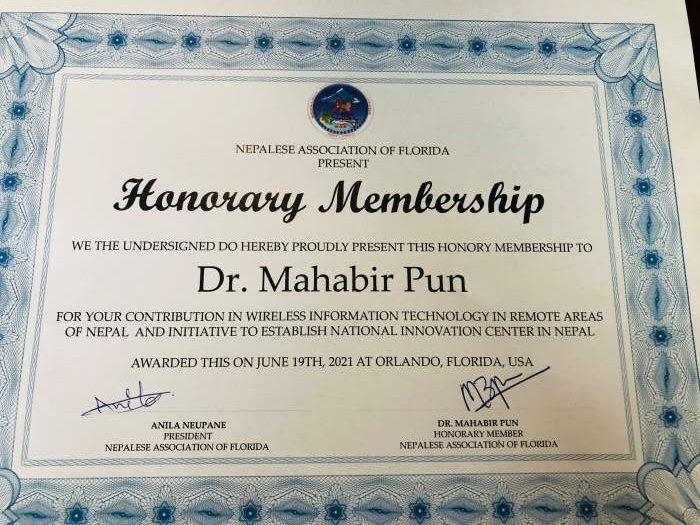 NEPALESE ASSOCIATION OF FLORIDA
PRESENT
Honorary Membership
WE THE UNDERSIGNED DO HEREBY PROUDLY PRESENT THIS HONORY MEMBERSHIP TO
Dr. Mahabir Pun
FOR YOUR CONTRIBUTION IN WIRELESS INFORMATION TECHNOLOGY IN REMOTE AREAS
OF NEPAL AND INITIATIVE TO ESTABLISH NATIONAL INNOVATION CENTER IN NEPAL
AWARDED THIS ON JUNE 19TH, 2021 AT ORLANDO, FLORIDA, USA
Anila
ANILA NEUPANE
PRESIDENT
NEPALESE ASSOCIATION OF FLORIDA
DR. MAHABIR PUN
HONORARY MEMBER
NEPALESE ASSOCIATION OF FLORIDA